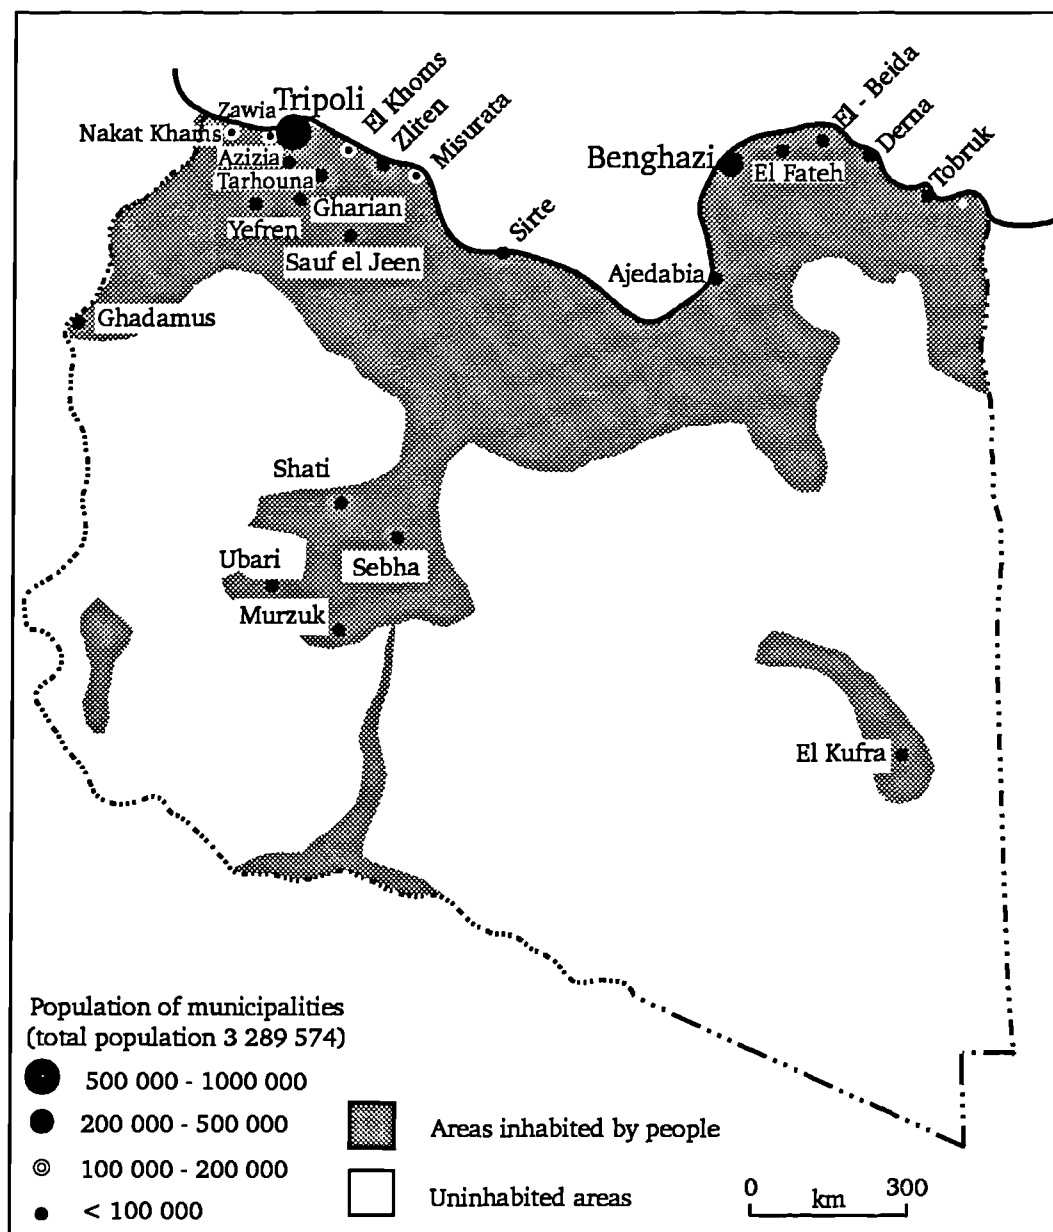 El Khoms
Zliten
Misurata
El - Beida
Derna
Tobruk
Zawia
Tripoli
Nakat Khams
Azizia
Tarhouna
Benghazi
El Fateh
Gharian
Yefren
Sirte
Sauf el Jeen
Ajedabia
Ghadamus
Shati
Ubari
Sebha
Murzuk
El Kufra
Population of municipalities
(total population 3 289 574)
500 000 - 1000 000
200 000 - 500 000
100 000 - 200 000
< 100 000
Areas inhabited by people
Uninhabited areas
0 300
km